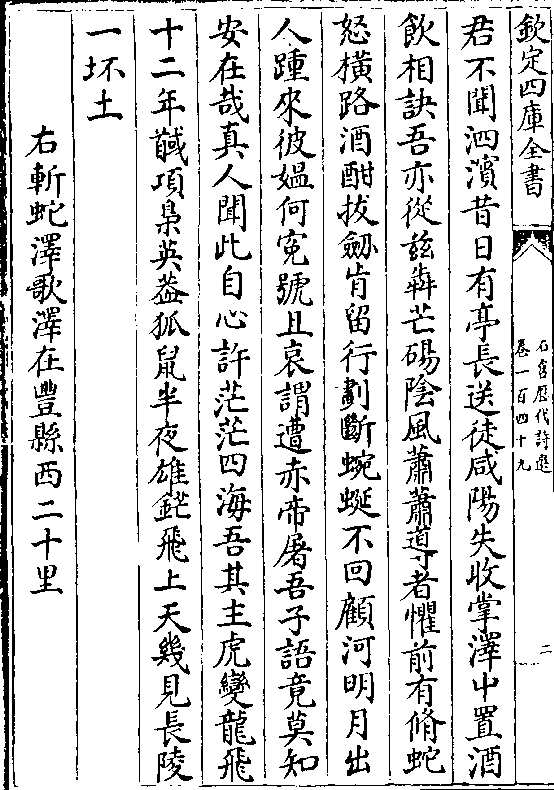 欽定四庫全書
石倉歷代詩選
卷一百四十九
二
君不聞泗濱昔日有亭長送徒咸陽失收掌澤中置酒
飲相訣吾亦從兹犇芒碭陰風蕭蕭導者懼前有脩蛇
怒橫路酒酣拔劒肯留行劃斷蜿蜒不回顧河明月出
人踵來彼媪何寃號且哀謂遭赤帝屠吾子語竟莫知
安在哉真人聞此自心許茫茫四海吾其主虎變龍飛
十二年馘項梟英葢狐鼠半夜雄鋩飛上天幾見長陵
一坏土
右斬蛇澤歌澤在豐縣西二十里